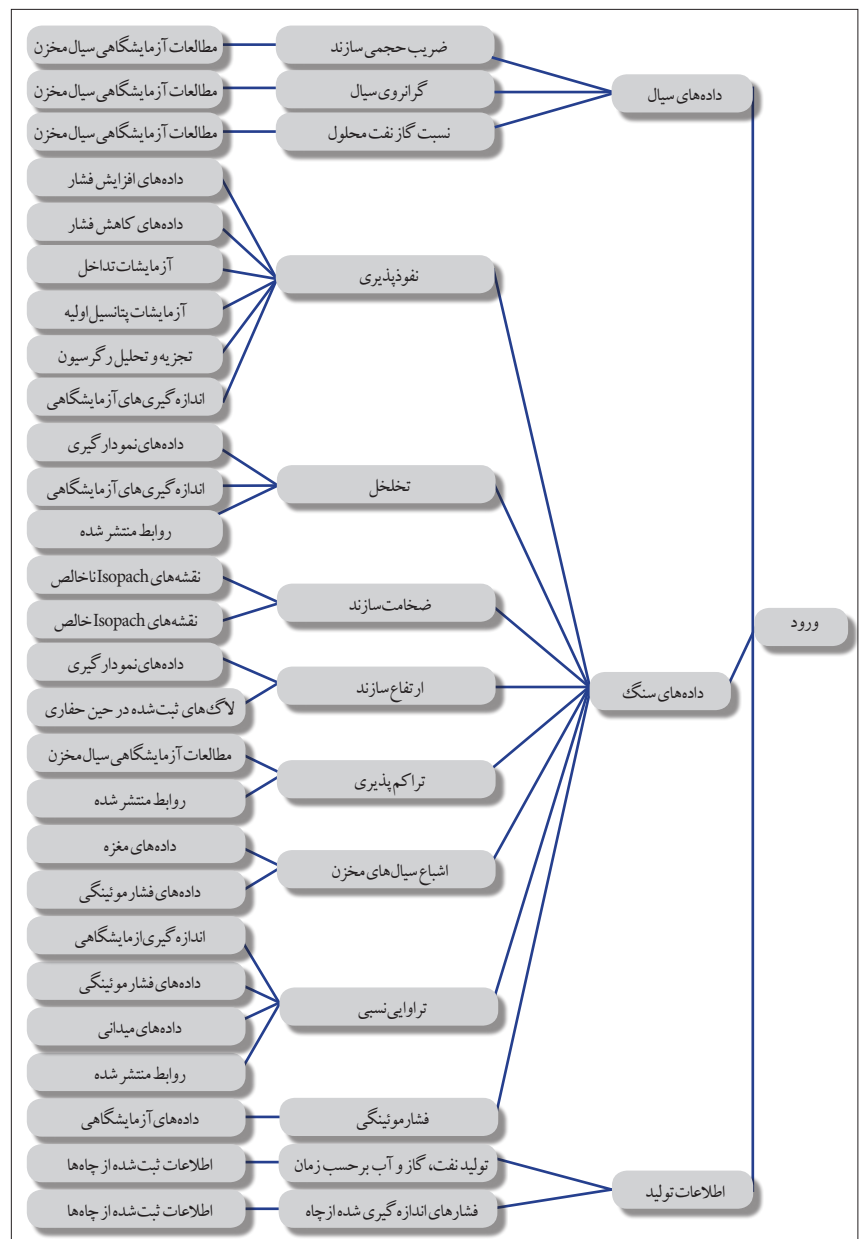 ورود
داده‌های سیال
ضریب حجمی سازند
مطالعات آزمایشگاهی سیال مخزن
گرانروی سیال
مطالعات آزمایشگاهی سیال مخزن
نسبت گاز نفت محلول
مطالعات آزمایشگاهی سیال مخزن
داده‌های سنگ
نفوذپذیری
داده‌های افزایش فشار
داده‌های کاهش فشار
آزمایشات تداخل
آزمایشات پتانسیل اولیه
تجزیه و تحلیل رگرسیون
اندازه گیری‌های آزمایشگاهی
تخلخل
داده‌های نمودار گیری
اندازه گیری‌های آزمایشگاهی
روابط منتشر شده
ضخامت سازند
نقشه‌های Isopach ناخالص
نقشه‌های Isopach خالص
ارتفاع سازند
داده‌های نمودار گیری
لاگ‌های ثبت شده در حین حفاری
تراکم پذیری
مطالعات آزمایشگاهی سیال مخزن
روابط منتشر شده
اشباع سیال‌های مخزن
داده‌های مغزه
داده‌های فشار موئینگی
تراوایی نسبی
اندازه گیری ازمایشگاهی
داده‌های فشار موئینگی
داده‌های میدانی
روابط منتشر شده
فشار موئینگی
داده‌های آزمایشگاهی
اطلاعات تولید
تولید نفت، گاز و آب برحسب زمان
اطلاعات ثبت شده از چاه‌ها
فشارهای اندازه گیری شده از چاه
اطلاعات ثبت شده از چاه‌ها